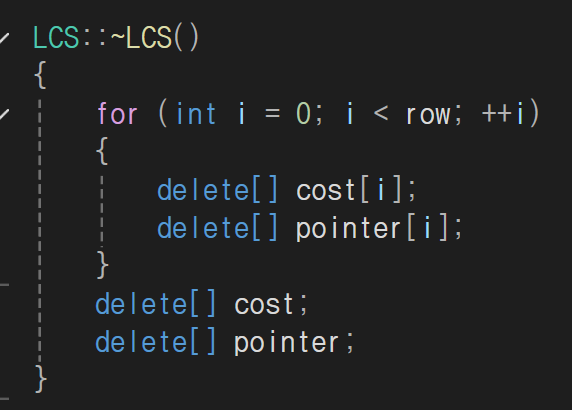 LCS::~LCS()
{
for (int i = 0; i < row; ++i)
{
delete[] cost[i];
delete[] pointer[i];
}
delete[] cost;
delete[] pointer;
}